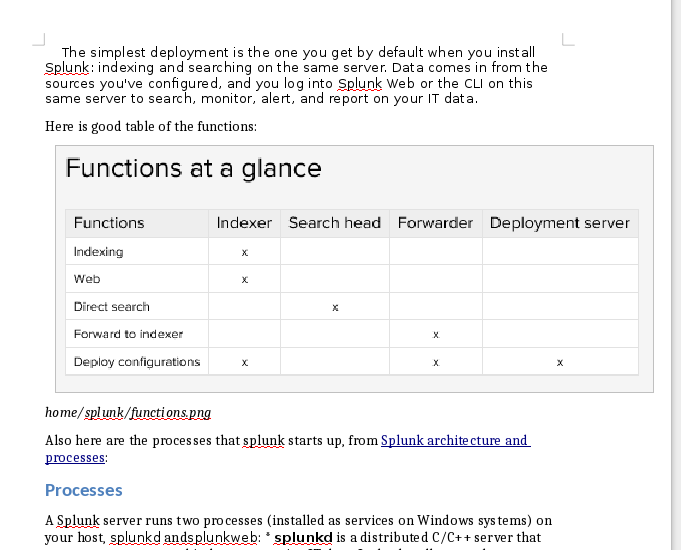 The simplest deployment is the one you get by default when you install
Splunk: indexing and searching on the same server. Data comes in from the
sources you've configured, and you log into Splunk Web or the CLI on this
same server to search, monitor, alert, and report on your IT data.
Here is good table of the functions:
Functions at a glance
Functions Indexer Search head Forwarder Deployment server
Indexing x
Web x
Direct search x
Forward to indexer x
Deploy configurations x x x
home/splunk/functions.png
Also here are the processes that splunk starts up, from Splunk architecture and
processes:
Processes
A Splunk server runs two processes (installed as services on Windows systems) on
your host, splunkd andsplunkweb: * splunkd is a distributed C/C++ server that